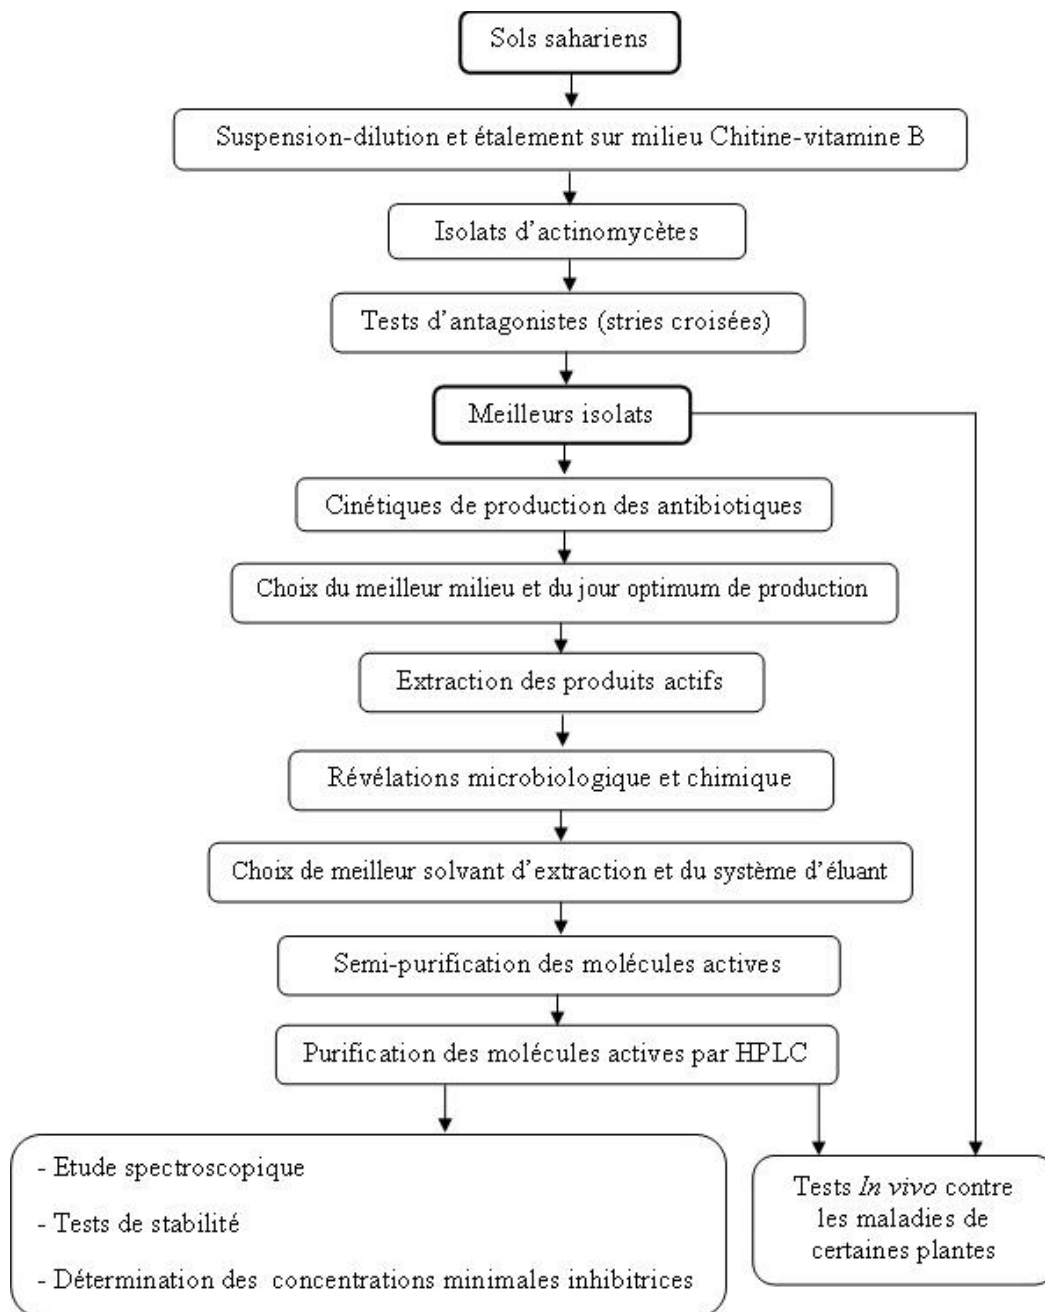 Sols sahariens
Suspension-dilution et étalement sur milieu Chitine-vitamine B
Isolats d'actinomycètes
Tests d'antagonistes (stries croisées)
Meilleurs isolats
Cinétiques de production des antibiotiques
Choix du meilleur milieu et du jour optimum de production
Extraction des produits actifs
Révélations microbiologique et chimique
Choix de meilleur solvant d'extraction et du système d'éluant
Semi-purification des molécules actives
Purification des molécules actives par HPLC
- Etude spectroscopique
- Tests de stabilité
- Détermination des concentrations minimales inhibitrices
Tests In vivo contre
les maladies de
certaines plantes